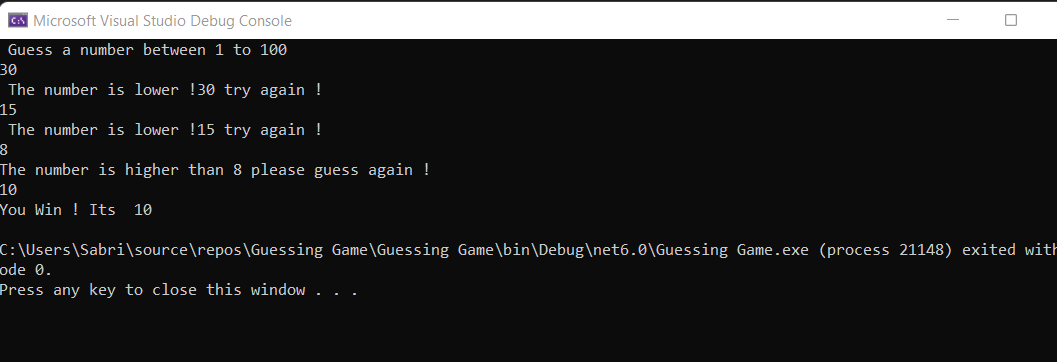 C:\ Microsoft Visual Studio Debug Console
Guess a number between 1 to 100
30
The number is lower !30 try again !
15
The number is lower !15 try again !
8
The number is higher than 8 please guess again !
10
You Win ! Its  10
C:\Users\Sabri\source\repos\Guessing Game\Guessing Game\bin\Debug\net6.0\Guessing Game.exe (process 21148) exited with
ode 0.
Press any key to close this window . . .